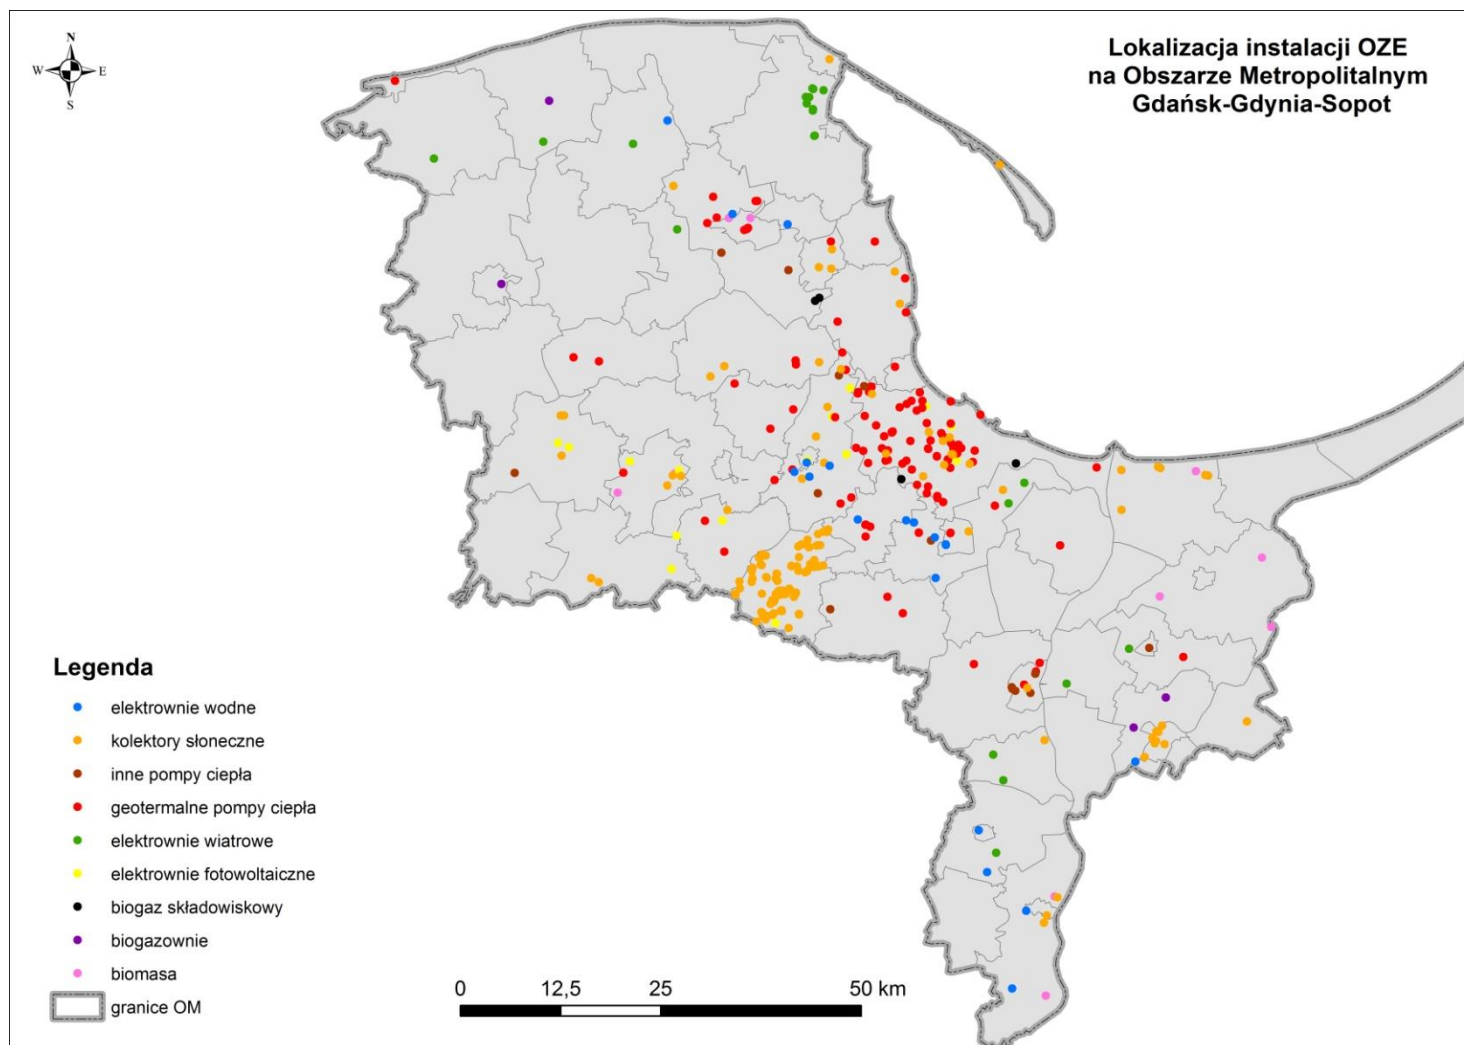 N
W
E
S
Lokalizacja instalacji OZE
na Obszarze Metropolitalnym
Gdańsk-Gdynia-Sopot
Legenda
elektrownie wodne
kolektory słoneczne
inne pompy ciepła
geotermalne pompy ciepła
elektrownie wiatrowe
elektrownie fotowoltaiczne
biogaz składowiskowy
biogazownie
biomasa
granice OM
0 12,5 25 50 km